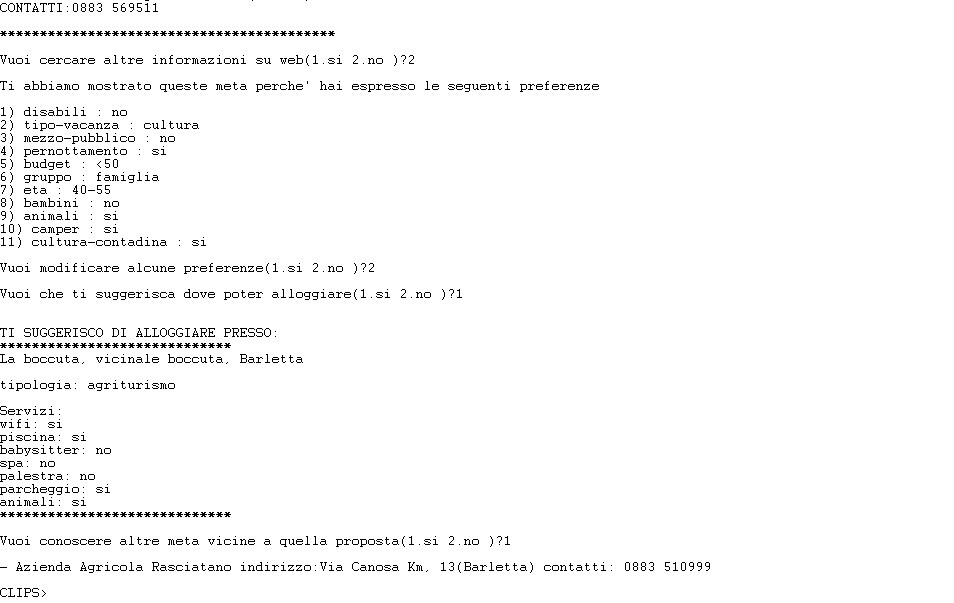 CONTATTI:0883 569511
******************************************
Vuoi cercare altre informazioni su web(1.si 2.no )?2
Ti abbiamo mostrato queste meta perche' hai espresso le seguenti preferenze
1) disabili : no
2) tipo-vacanza : cultura
3) mezzo-pubblico : no
4) pernottamento : si
5) budget : <50
6) gruppo : famiglia
7) eta : 40-55
8) bambini : no
9) animali : si
10) camper : si
11) cultura-contadina : si
Vuoi modificare alcune preferenze(1.si 2.no )?2
Vuoi che ti suggerisca dove poter alloggiare(1.si 2.no )?1
TI SUGGERISCO DI ALLOGGIARE PRESSO:
*****************************
La boccuta, vicinale boccuta, Barletta
tipologia: agriturismo
Servizi:
wifi: si
piscina: si
babysitter: no
spa: no
palestra: no
parcheggio: si
animali: si
*****************************
Vuoi conoscere altre meta vicine a quella proposta(1.si 2.no )?1
- Azienda Agricola Rasciatano indirizzo:Via Canosa Km, 13(Barletta) contatti: 0883 510999
CLIPS>